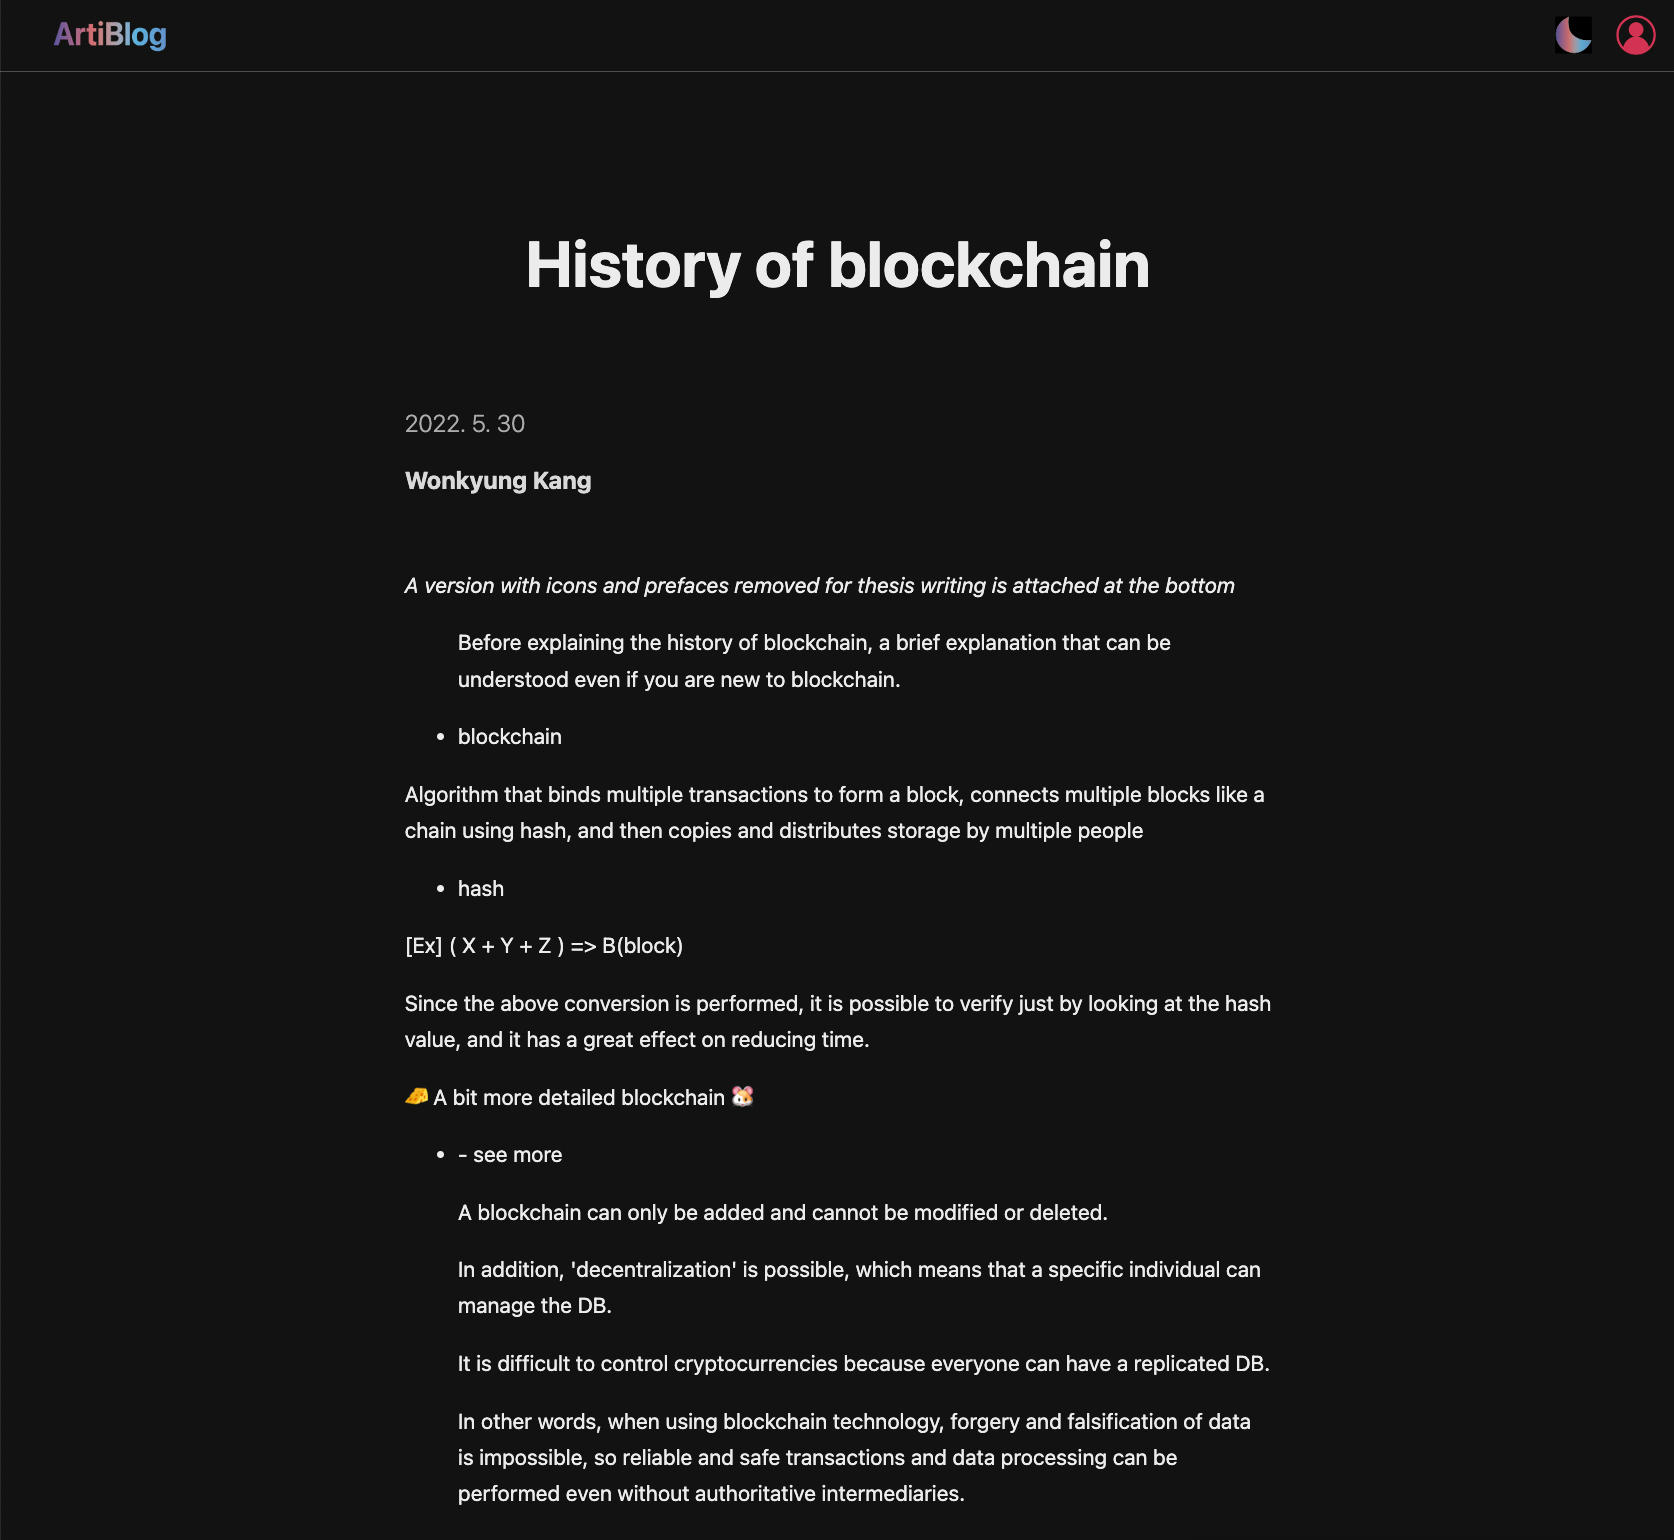 ArtiBlog
History of blockchain
2022. 5. 30
Wonkyung Kang
A version with icons and prefaces removed for thesis writing is attached at the bottom
Before explaining the history of blockchain, a brief explanation that can be
understood even if you are new to blockchain.
• blockchain
Algorithm that binds multiple transactions to form a block, connects multiple blocks like a
chain using hash, and then copies and distributes storage by multiple people
• hash
[Ex] ( X + Y + Z ) => B(block)
Since the above conversion is performed, it is possible to verify just by looking at the hash
value, and it has a great effect on reducing time.
🧀 A bit more detailed blockchain 🐹
• - see more
A blockchain can only be added and cannot be modified or deleted.
In addition, 'decentralization' is possible, which means that a specific individual can
manage the DB.
It is difficult to control cryptocurrencies because everyone can have a replicated DB.
In other words, when using blockchain technology, forgery and falsification of data
is impossible, so reliable and safe transactions and data processing can be
performed even without authoritative intermediaries.